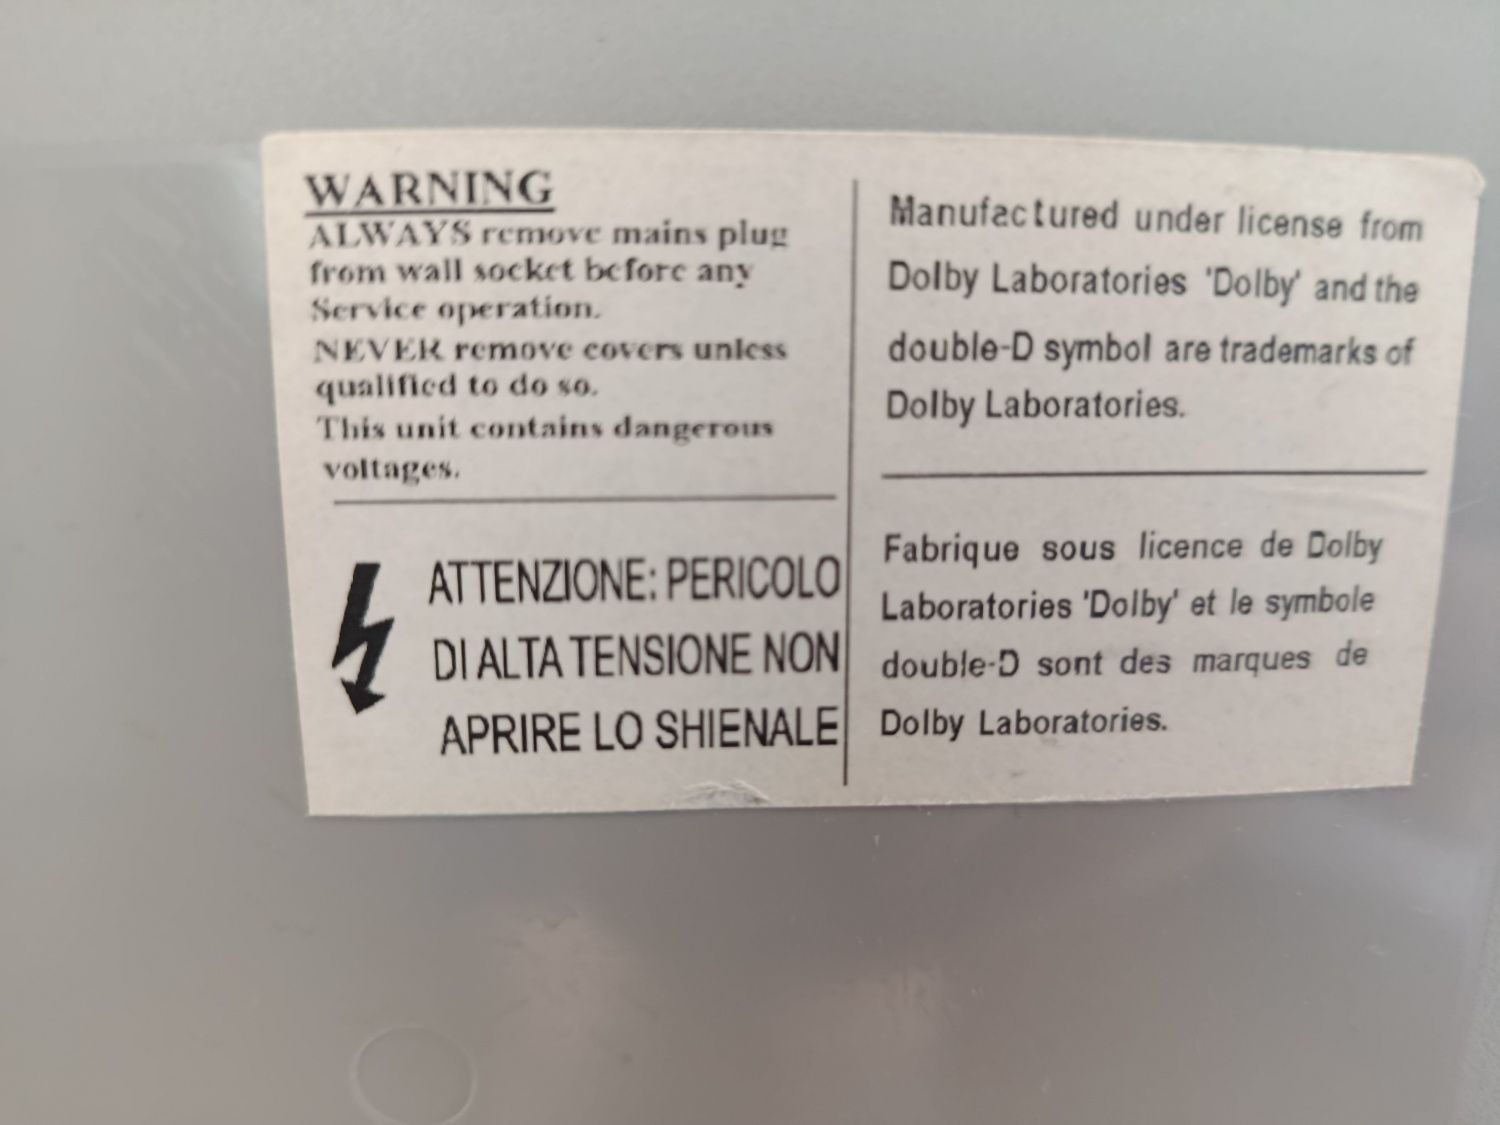 WARNING
ALWAYS remove mains plug
from wall socket before any
Service operation.
NEVER remove covers unless
qualified to do so.
This unit contains dangerous
voltages.
ATTENZIONE: PERICOLO
DI ALTA TENSIONE NON
APRIRE LO SHIENALE
Manufactured under license from
Dolby Laboratories 'Dolby' and the
double-D symbol are trademarks of
Dolby Laboratories.
Fabrique sous licence de Dolby
Laboratories 'Dolby' et le symbole
double-D sont des marques de
Dolby Laboratories.